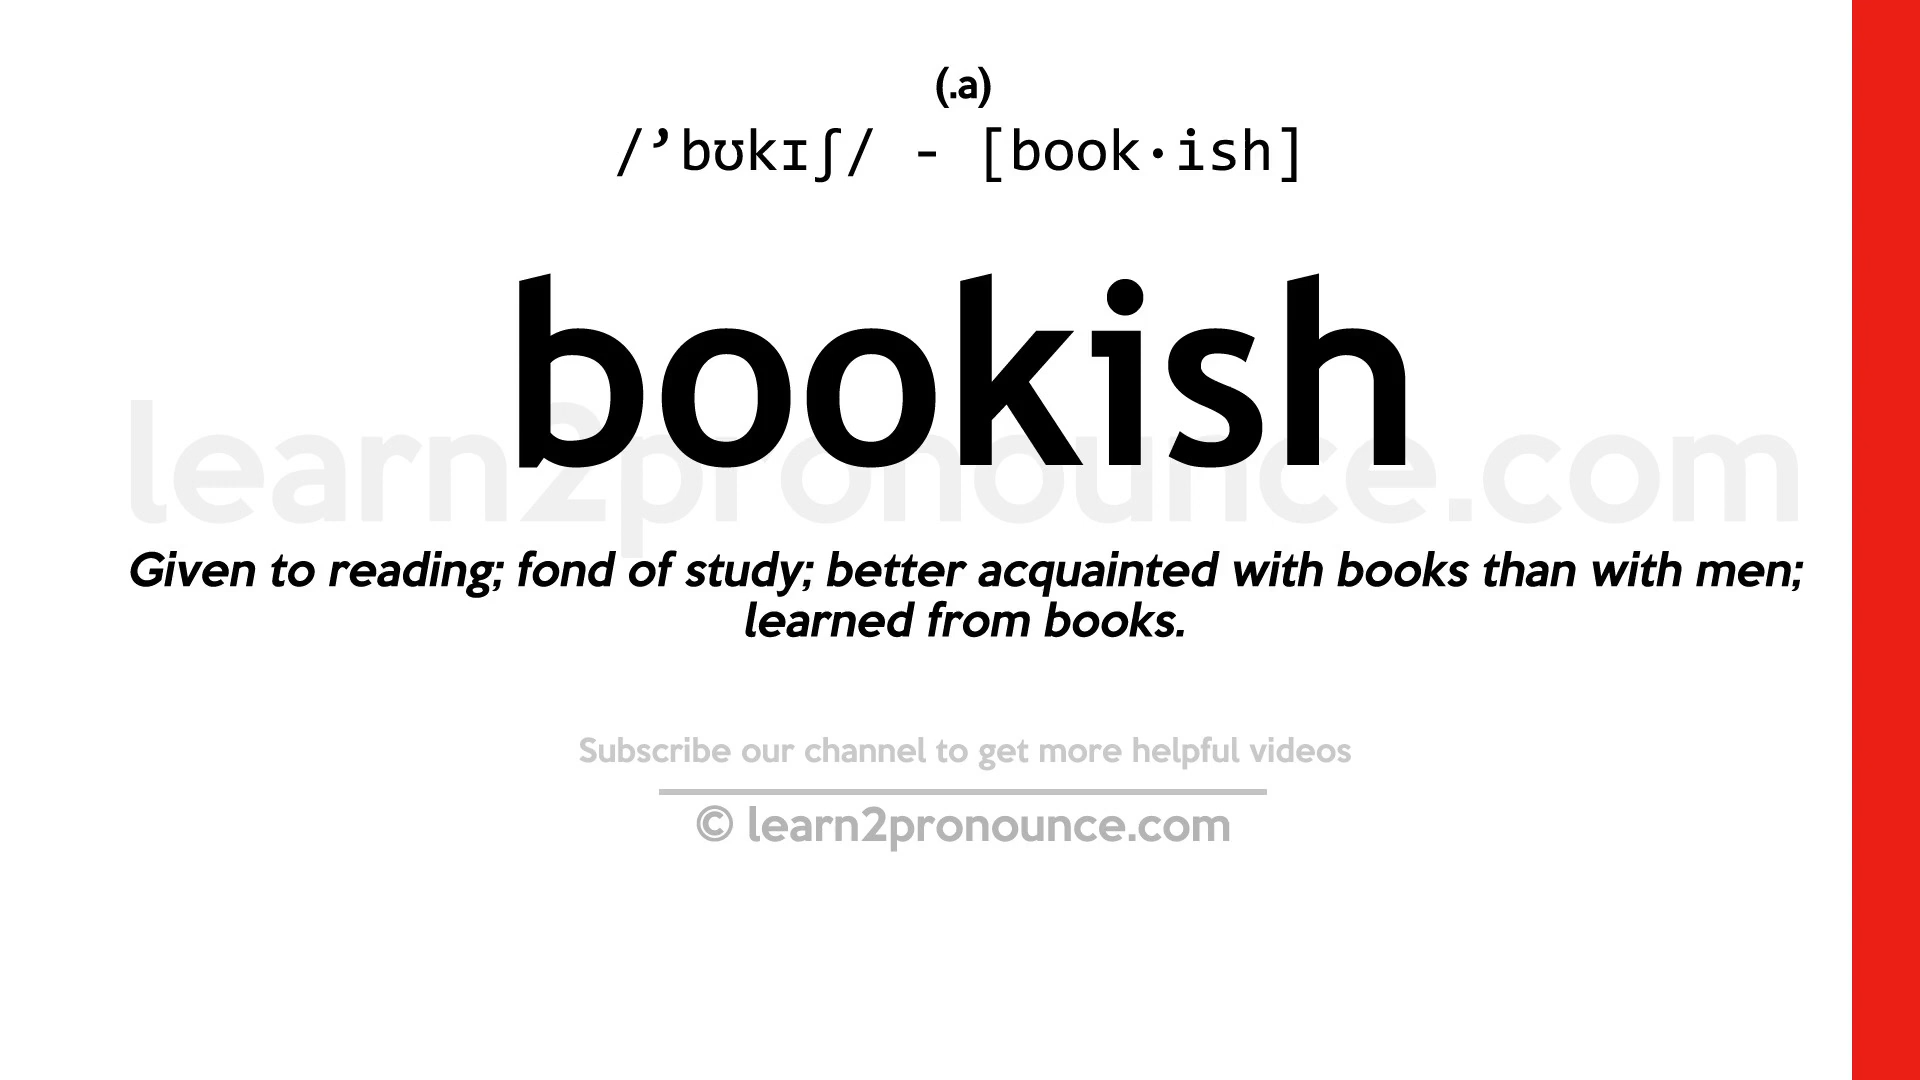 (.a)
/’bʊkɪʃ/ - [book·ish]
bookish
learn2pronounce.com
Given to reading; fond of study; better acquainted with books than with men;
learned from books.
Subscribe our channel to get more helpful videos
© learn2pronounce.com